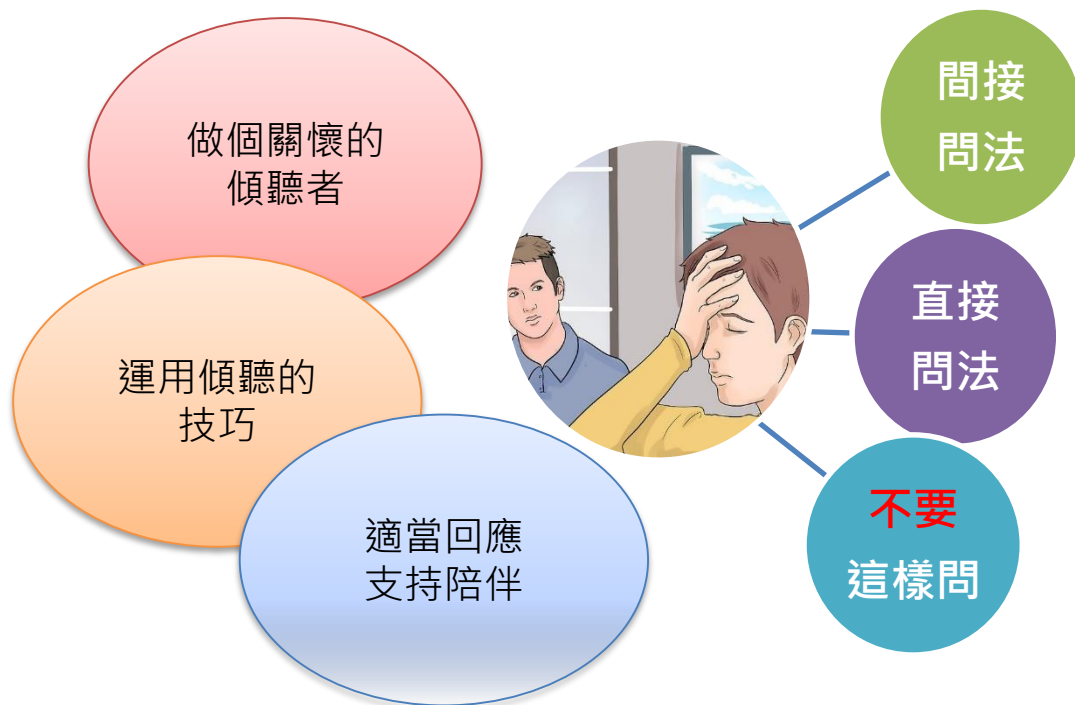 做個關懷的
傾聽者
運用傾聽的
技巧
適當回應
支持陪伴
間接
問法
直接
問法
不要
這樣問